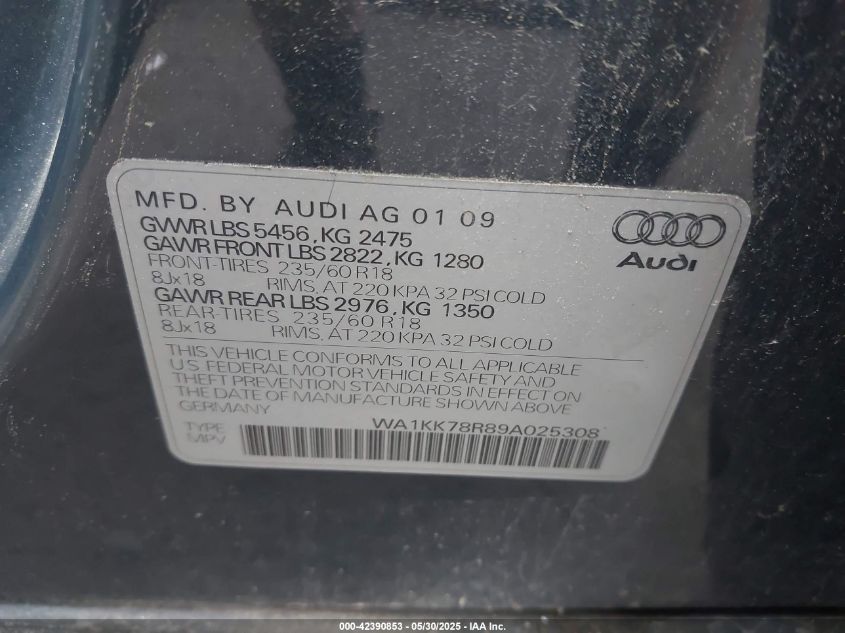 MFD. BY AUDI AG 01 09
GVWR LBS 5456, KG 2475
GAWR FRONT LBS 2822, KG 1280
FRONT-TIRES 235/60 R18
8Jx18 RIMS, AT 220 KPA 32 PSI COLD
GAWR REAR LBS 2976, KG 1350
REAR-TIRES 235/60 R18
8Jx18 RIMS, AT 220 KPA 32 PSI COLD
Audi
THIS VEHICLE CONFORMS TO ALL APPLICABLE
U.S. FEDERAL MOTOR VEHICLE SAFETY AND
THEFT PREVENTION STANDARDS IN EFFECT ON
THE DATE OF MANUFACTURE SHOWN ABOVE
GERMANY
WA1KK78R89A025308
TYPE
MPV
000-42390853 - 05/30/2025 - IAA Inc.